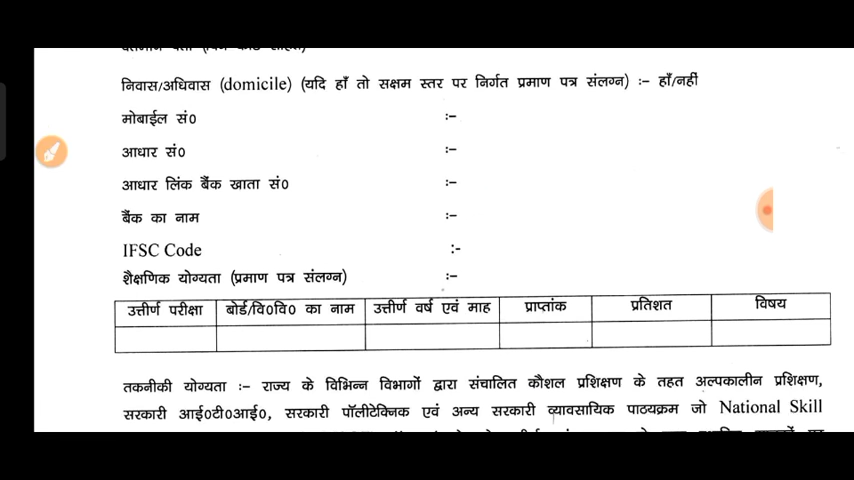 निवास/अधिवास (domicile) (यदि हाँ तो सक्षम स्तर पर निर्गत प्रमाण पत्र संलग्न) :- हाँ/नहीं
मोबाईल सं0 :-
आधार सं0 :-
आधार लिंक बैंक खाता सं0 :-
बैंक का नाम :-
IFSC Code :-
शैक्षणिक योग्यता (प्रमाण पत्र संलग्न) :-
उत्तीर्ण परीक्षा बोर्ड/वि0वि0 का नाम उत्तीर्ण वर्ष एवं माह प्राप्तांक प्रतिशत विषय
तकनीकी योग्यता :- राज्य के विभिन्न विभागों द्वारा संचालित कौशल प्रशिक्षण के तहत अल्पकालीन प्रशिक्षण,
सरकारी आई0टी0आई0, सरकारी पॉलीटेक्निक एवं अन्य सरकारी व्यावसायिक पाठ्यक्रम जो National Skill